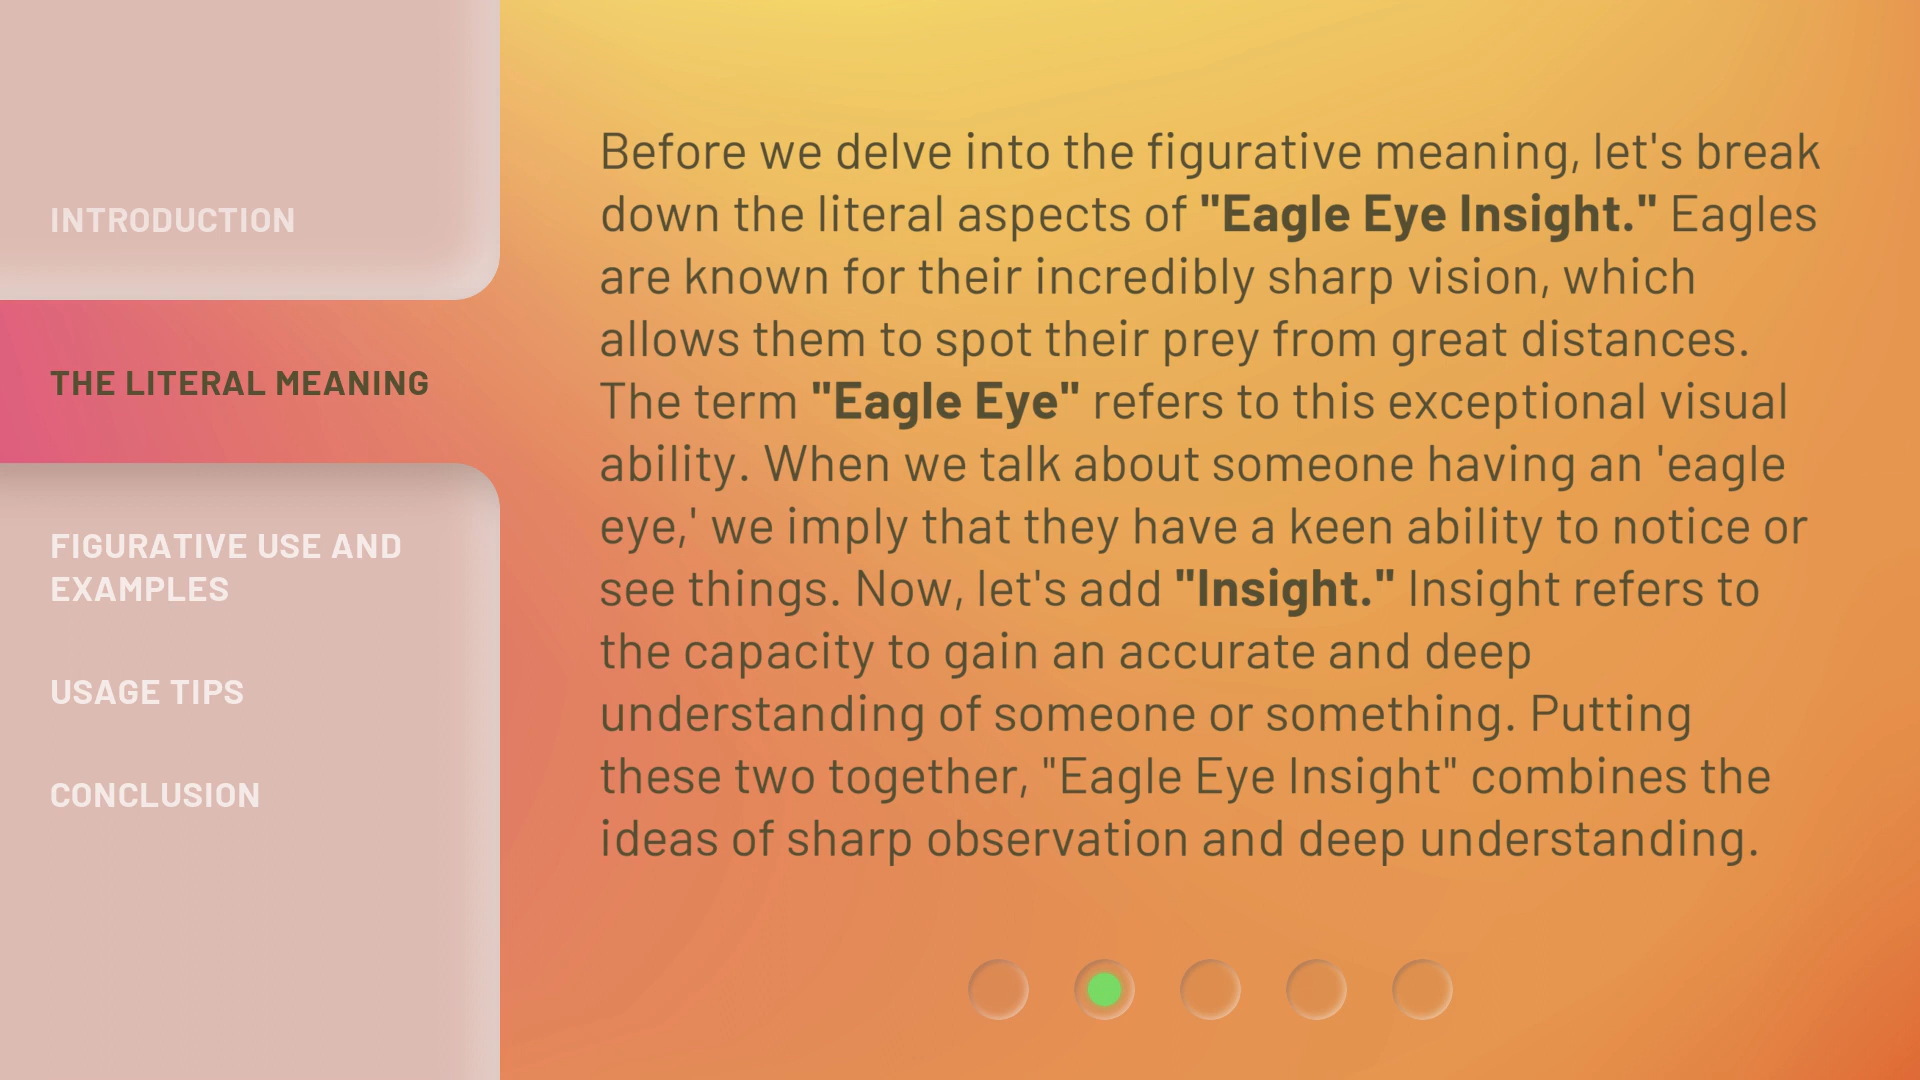 INTRODUCTION
THE LITERAL MEANING
FIGURATIVE USE AND
EXAMPLES
USAGE TIPS
CONCLUSION
Before we delve into the figurative meaning, let's break
down the literal aspects of "Eagle Eye Insight." Eagles
are known for their incredibly sharp vision, which
allows them to spot their prey from great distances.
The term "Eagle Eye" refers to this exceptional visual
ability. When we talk about someone having an 'eagle
eye,' we imply that they have a keen ability to notice or
see things. Now, let's add "Insight." Insight refers to
the capacity to gain an accurate and deep
understanding of someone or something. Putting
these two together, "Eagle Eye Insight" combines the
ideas of sharp observation and deep understanding.